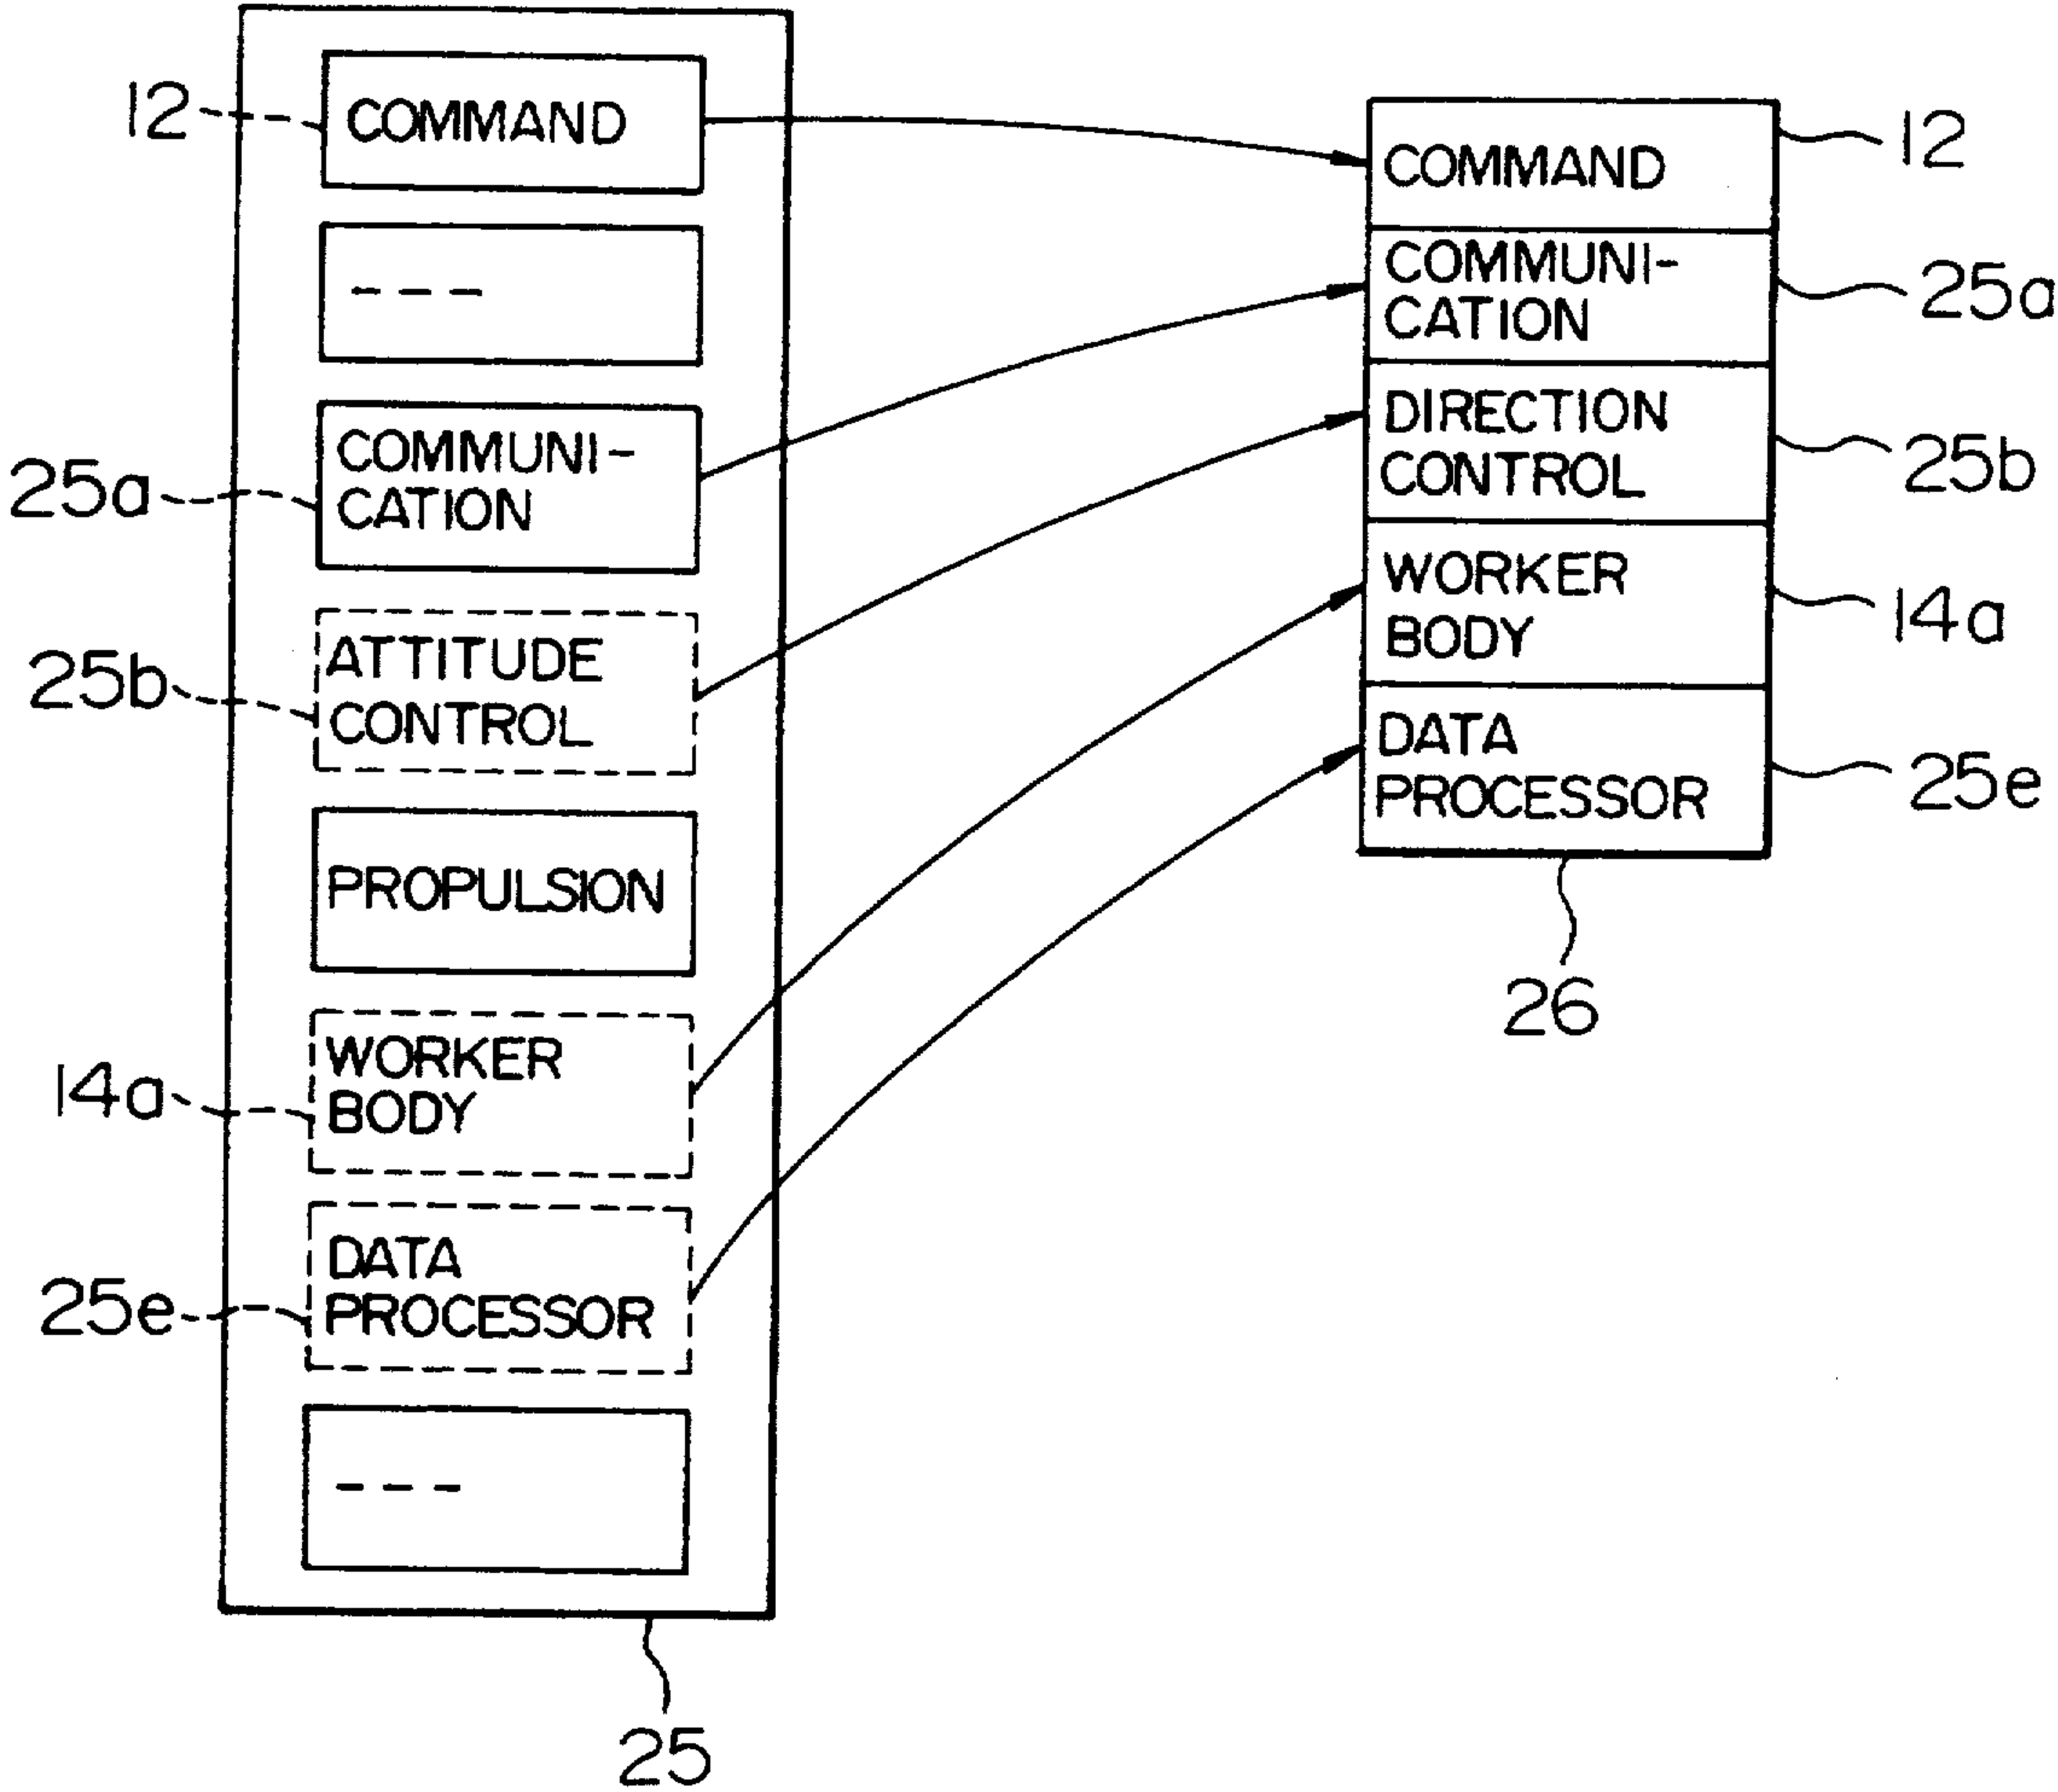 12
COMMAND
---
25a
COMMUNI-
CATION
25b
ATTITUDE
CONTROL
PROPULSION
14a
WORKER
BODY
25e
DATA
PROCESSOR
---
25
COMMAND
12
COMMUNI-
CATION
25a
DIRECTION
CONTROL
25b
WORKER
BODY
14a
DATA
PROCESSOR
25e
26